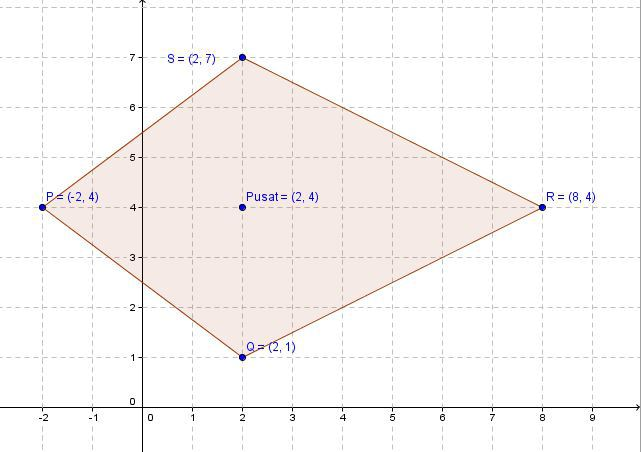 7
S = (2, 7)
6
5
P = (-2, 4)
4
Pusat = (2, 4)
R = (8, 4)
3
2
Q = (2, 1)
1
0
-2 -1 0 1 2 3 4 5 6 7 8 9